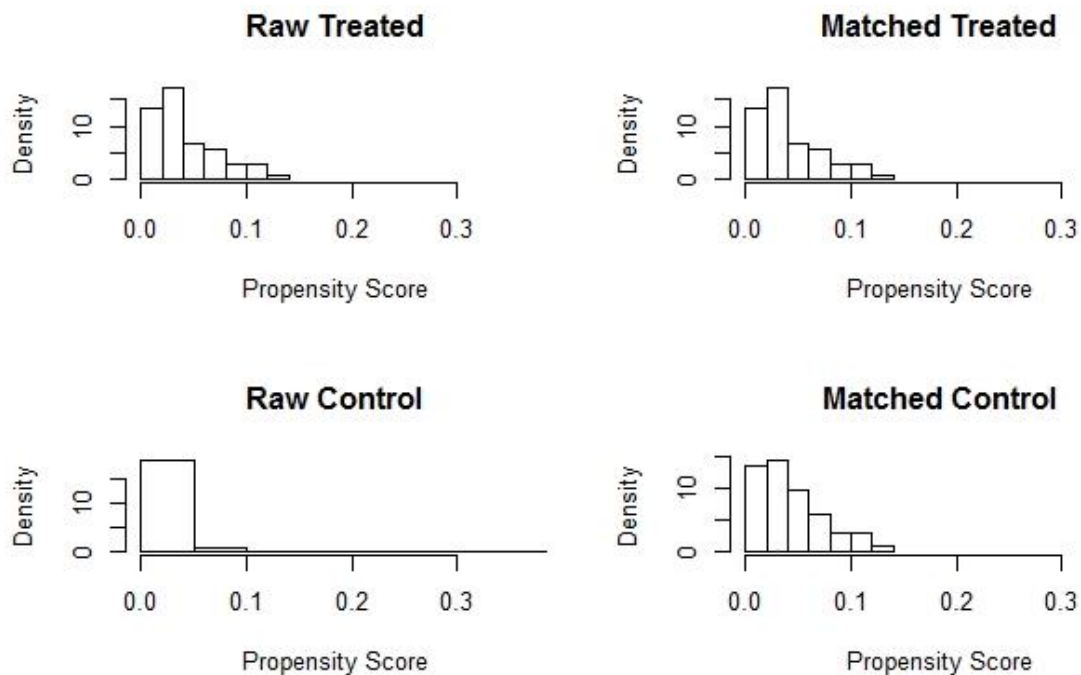 Raw Treated
Density
0
10
0.0 0.1 0.2 0.3
Propensity Score
Matched Treated
Density
0
10
0.0 0.1 0.2 0.3
Propensity Score
Raw Control
Density
0
10
0.0 0.1 0.2 0.3
Propensity Score
Matched Control
Density
0
10
0.0 0.1 0.2 0.3
Propensity Score